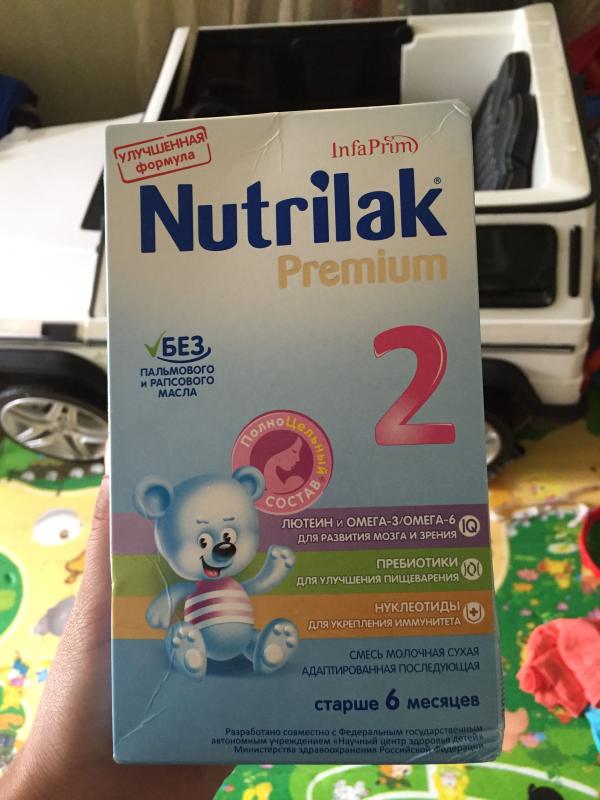 УЛУЧШЕННАЯ
формула
InfaPrim
Nutrilak®
Premium
БЕЗ
ПАЛЬМОВОГО
и РАПСОВОГО
МАСЛА
2
ПолноЦельный
СОСТАВ
ЛЮТЕИН и ОМЕГА-3/ОМЕГА-6
ДЛЯ РАЗВИТИЯ МОЗГА И ЗРЕНИЯ
IQ
ПРЕБИОТИКИ
ДЛЯ УЛУЧШЕНИЯ ПИЩЕВАРЕНИЯ
НУКЛЕОТИДЫ
ДЛЯ УКРЕПЛЕНИЯ ИММУНИТЕТА
СМЕСЬ МОЛОЧНАЯ СУХАЯ
АДАПТИРОВАННАЯ ПОСЛЕДУЮЩАЯ
старше 6 месяцев
Разработано совместно с Федеральным государственным
автономным учреждением «Научный центр здоровья детей»
Министерства здравоохранения Российской Федерации